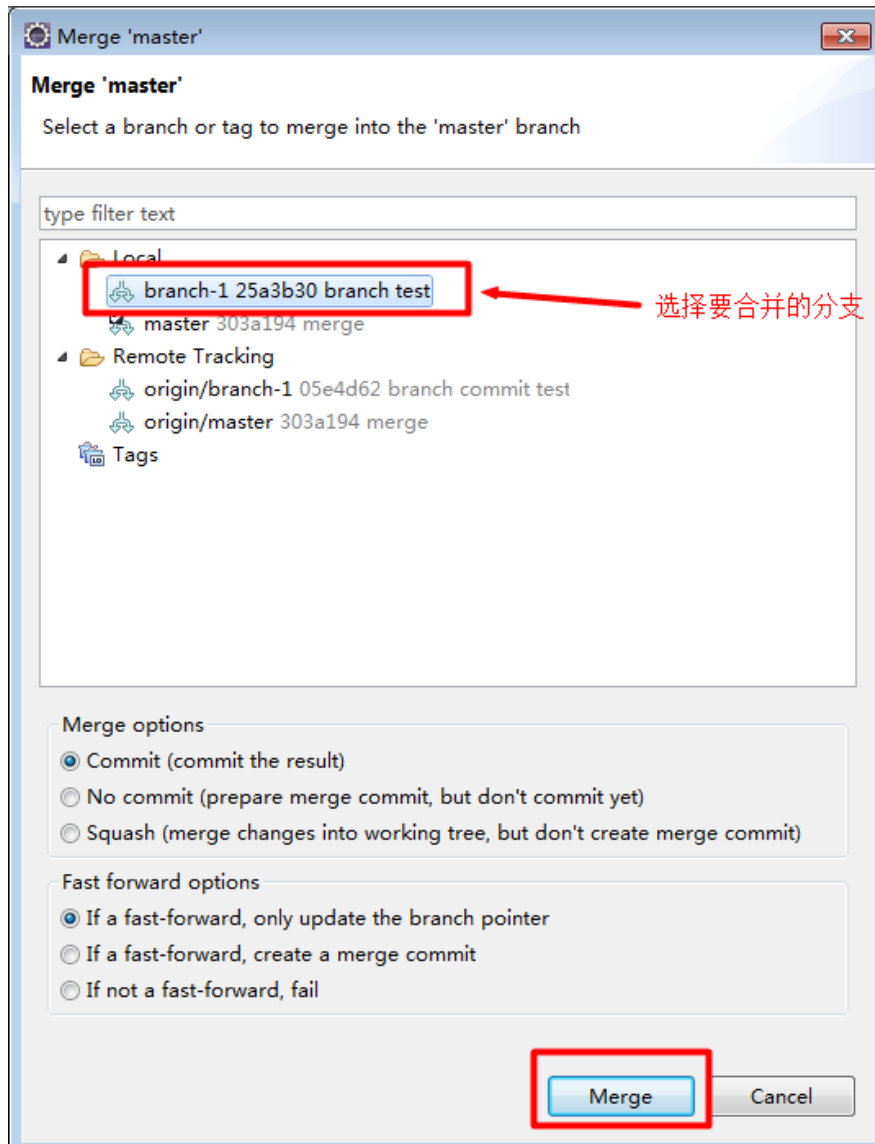 Merge 'master'
Merge 'master'
Select a branch or tag to merge into the 'master' branch
type filter text
Local
branch-1 25a3b30 branch test
选择要合并的分支
master 303a194 merge
Remote Tracking
origin/branch-1 05e4d62 branch commit test
origin/master 303a194 merge
Tags
Merge options
Commit (commit the result)
No commit (prepare merge commit, but don't commit yet)
Squash (merge changes into working tree, but don't create merge commit)
Fast forward options
If a fast-forward, only update the branch pointer
If a fast-forward, create a merge commit
If not a fast-forward, fail
Merge
Cancel